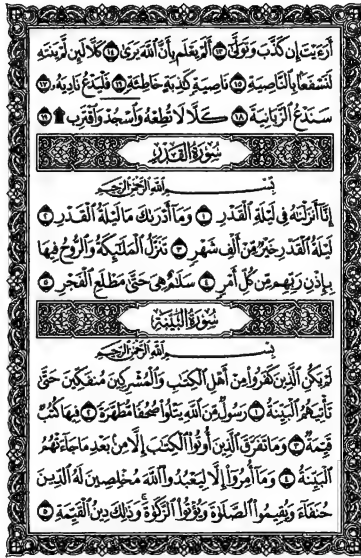 أَرَءَيْتَ إِن كَذَّبَ وَتَوَلَّىٰٓ ١٣ أَلَمْ يَعْلَم بِأَنَّ ٱللَّهَ يَرَىٰ ١٤ كَلَّا لَئِن لَّمْ يَنتَهِ
لَنَسْفَعًۢا بِٱلنَّاصِيَةِ ١٥ نَاصِيَةٍ كَٰذِبَةٍ خَاطِئَةٍ ١٦ فَلْيَدْعُ نَادِيَهُۥ ١٧
سَنَدْعُ ٱلزَّبَانِيَةَ ١٨ كَلَّا لَا تُطِعْهُ وَٱسْجُدْ وَٱقْتَرِب ۩ ١٩
سُورَةُ القَدۡرِ
بِسْمِ ٱللَّهِ ٱلرَّحْمَٰنِ ٱلرَّحِيمِ
إِنَّآ أَنزَلْنَٰهُ فِى لَيْلَةِ ٱلْقَدْرِ ١ وَمَآ أَدْرَىٰكَ مَا لَيْلَةُ ٱلْقَدْرِ ٢
لَيْلَةُ ٱلْقَدْرِ خَيْرٌ مِّنْ أَلْفِ شَهْرٍ ٣ تَنَزَّلُ ٱلْمَلَٰٓئِكَةُ وَٱلرُّوحُ فِيهَا
بِإِذْنِ رَبِّهِم مِّن كُلِّ أَمْرٍ ٤ سَلَٰمٌ هِىَ حَتَّىٰ مَطْلَعِ ٱلْفَجْرِ ٥
سُورَةُ البَيِّنَةِ
بِسْمِ ٱللَّهِ ٱلرَّحْمَٰنِ ٱلرَّحِيمِ
لَمْ يَكُنِ ٱلَّذِينَ كَفَرُوا۟ مِنْ أَهْلِ ٱلْكِتَٰبِ وَٱلْمُشْرِكِينَ مُنفَكِّينَ حَتَّىٰ
تَأْتِيَهُمُ ٱلْبَيِّنَةُ ١ رَسُولٌ مِّنَ ٱللَّهِ يَتْلُوا۟ صُحُفًا مُّطَهَّرَةً ٢ فِيهَا كُتُبٌ
قَيِّمَةٌ ٣ وَمَا تَفَرَّقَ ٱلَّذِينَ أُوتُوا۟ ٱلْكِتَٰبَ إِلَّا مِنۢ بَعْدِ مَا جَآءَتْهُمُ
ٱلْبَيِّنَةُ ٤ وَمَآ أُمِرُوٓا۟ إِلَّا لِيَعْبُدُوا۟ ٱللَّهَ مُخْلِصِينَ لَهُ ٱلدِّينَ
حُنَفَآءَ وَيُقِيمُوا۟ ٱلصَّلَوٰةَ وَيُؤْتُوا۟ ٱلزَّكَوٰةَ ۚ وَذَٰلِكَ دِينُ ٱلْقَيِّمَةِ ٥